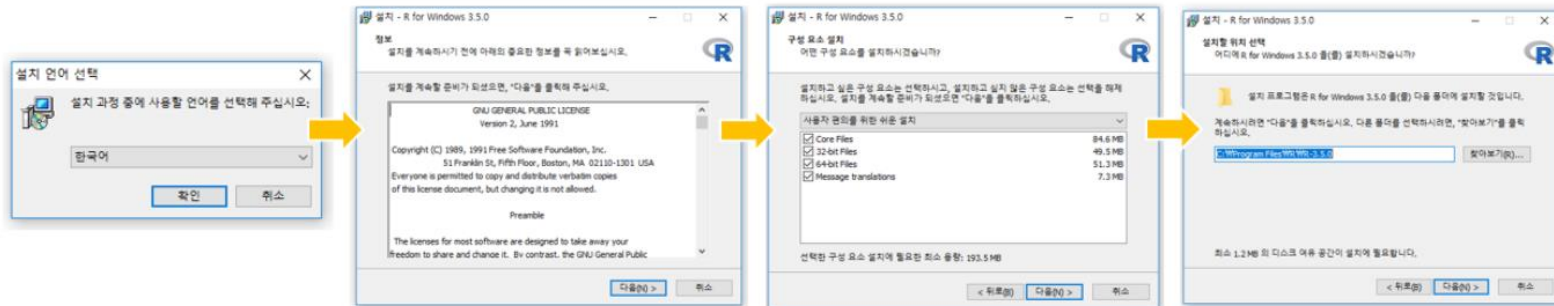 설치 언어 선택
설치 과정 중에 사용할 언어를 선택해 주십시오:
한국어
확인
취소
설치 - R for Windows 3.5.0
정보
설치를 계속하시기 전에 아래의 중요한 정보를 꼭 읽어보십시오.
설치를 계속할 준비가 되셨으면, "다음"을 클릭해 주십시오.
GNU GENERAL PUBLIC LICENSE
Version 2, June 1991
Copyright (C) 1989, 1991 Free Software Foundation, Inc.
51 Franklin St, Fifth Floor, Boston, MA 02110-1301 USA
Everyone is permitted to copy and distribute verbatim copies
of this license document, but changing it is not allowed.
Preamble
The licenses for most software are designed to take away your
freedom to share and change it. By contrast, the GNU General Public
다음(N) >
취소
설치 - R for Windows 3.5.0
구성 요소 설치
어떤 구성 요소를 설치하시겠습니까?
설치하고 싶은 구성 요소는 선택하시고, 설치하고 싶지 않은 구성 요소는 선택을 해제
하십시오. 설치를 계속할 준비가 되셨으면 "다음"을 클릭하십시오.
사용자 편의를 위한 쉬운 설치
Core Files 84.6 MB
32-bit Files 49.5 MB
64-bit Files 51.3 MB
Message translations 7.3 MB
선택한 구성 요소 설치에 필요한 최소 용량: 193.5 MB
< 뒤로(B)
다음(N) >
취소
설치 - R for Windows 3.5.0
설치할 위치 선택
어디에 R for Windows 3.5.0 을(를) 설치하시겠습니까?
설치 프로그램은 R for Windows 3.5.0 을(를) 다음 폴더에 설치할 것입니다.
계속하시려면 "다음"을 클릭하십시오. 다른 폴더를 선택하시려면, "찾아보기"를 클릭
하십시오.
C:₩Program Files₩R₩R-3.5.0
찾아보기(R)...
최소 1.2 MB 의 디스크 여유 공간이 설치에 필요합니다.
< 뒤로(B)
다음(N) >
취소